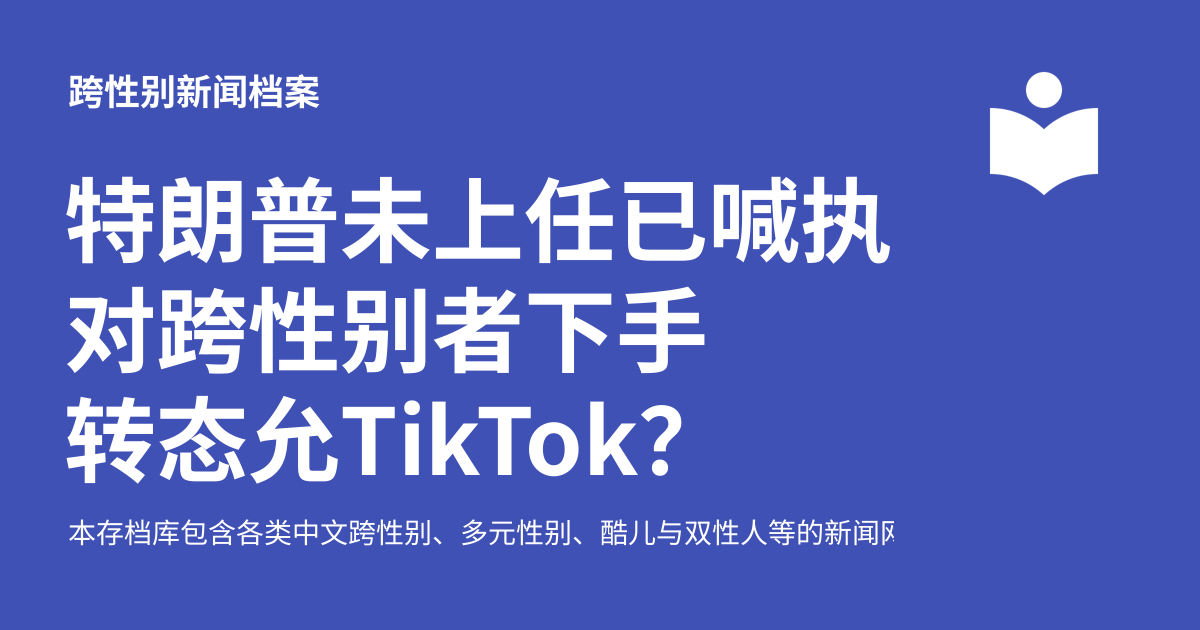 跨性别新闻档案
特朗普未上任已喊执
对跨性别者下手
转态允TikTok？
本存档库包含各类中文跨性别、多元性别、酷儿与双性人等的新闻网